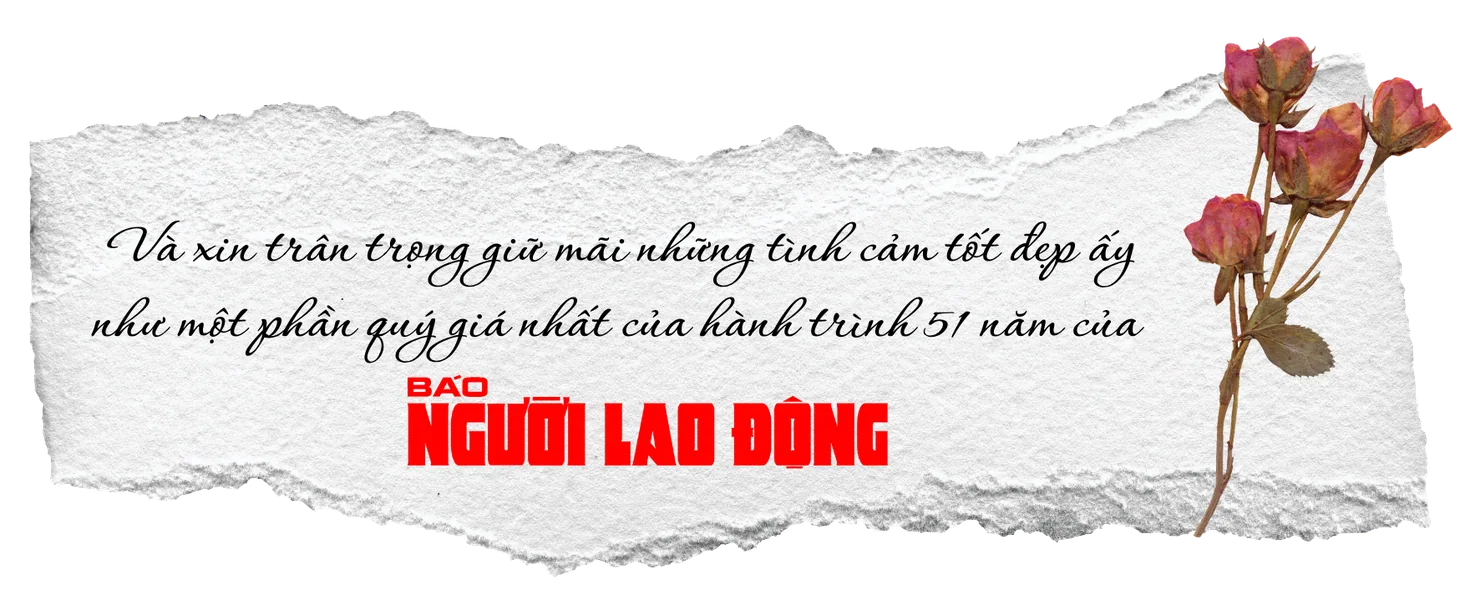 Và xin trân trọng giữ mãi những tình cảm tốt đẹp ấy
như một phần quý giá nhất của hành trình 51 năm của
BÁO
NGƯỜI LAO ĐỘNG